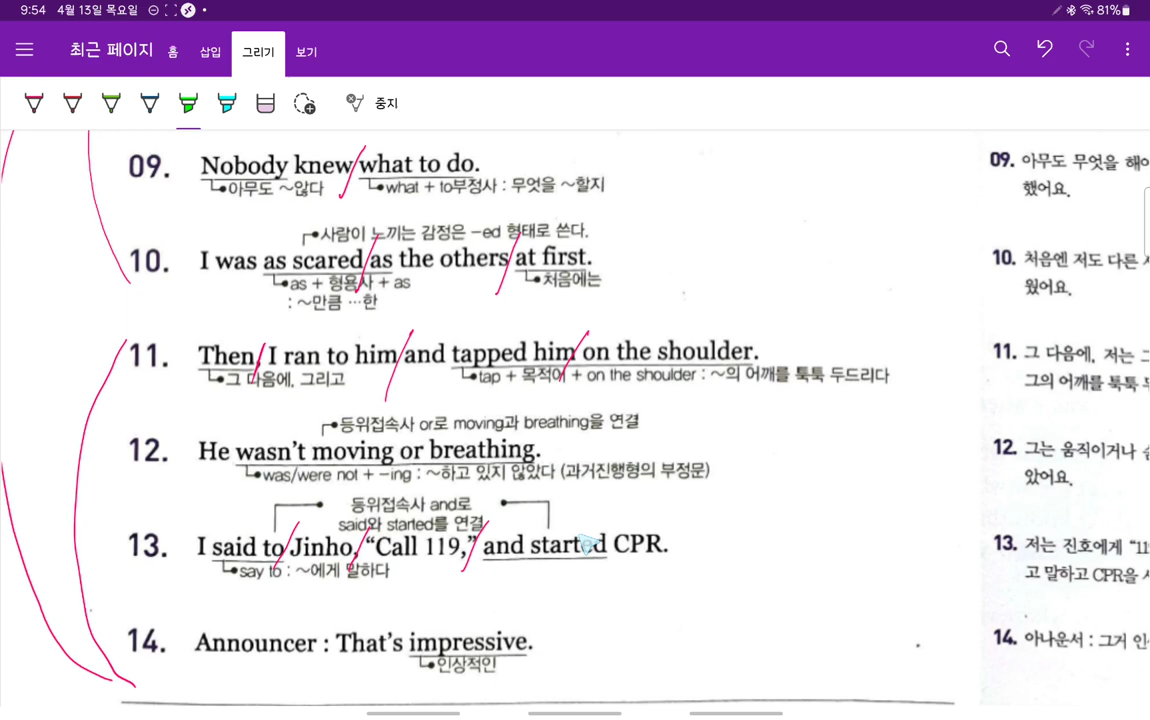 9:54 4월 13일 목요일 81%
최근 페이지 홈 삽입 그리기 보기
중지
09. Nobody knew what to do.
아무도 ~않다 what + to부정사 : 무엇을 ~할지
사람이 느끼는 감정은 -ed 형태로 쓴다.
10. I was as scared as the others at first.
as + 형용사 + as 처음에는
: ~만큼 …한
11. Then, I ran to him and tapped him on the shoulder.
그 다음에, 그리고 tap + 목적어 + on the shoulder : ~의 어깨를 툭툭 두드리다
등위접속사 or로 moving과 breathing을 연결
12. He wasn't moving or breathing.
was/were not + -ing : ~하고 있지 않았다 (과거진행형의 부정문)
등위접속사 and로
said와 started를 연결
13. I said to Jinho, “Call 119,” and started CPR.
say to : ~에게 말하다
14. Announcer : That's impressive.
인상적인
09. 아무도 무엇을 해야
했어요.
10. 처음엔 저도 다른
웠어요.
11. 그 다음에, 저는
그의 어깨를 툭툭
12. 그는 움직이거나
았어요.
13. 저는 진호에게 “11
고 말하고 CPR을
14. 아나운서 : 그거 인